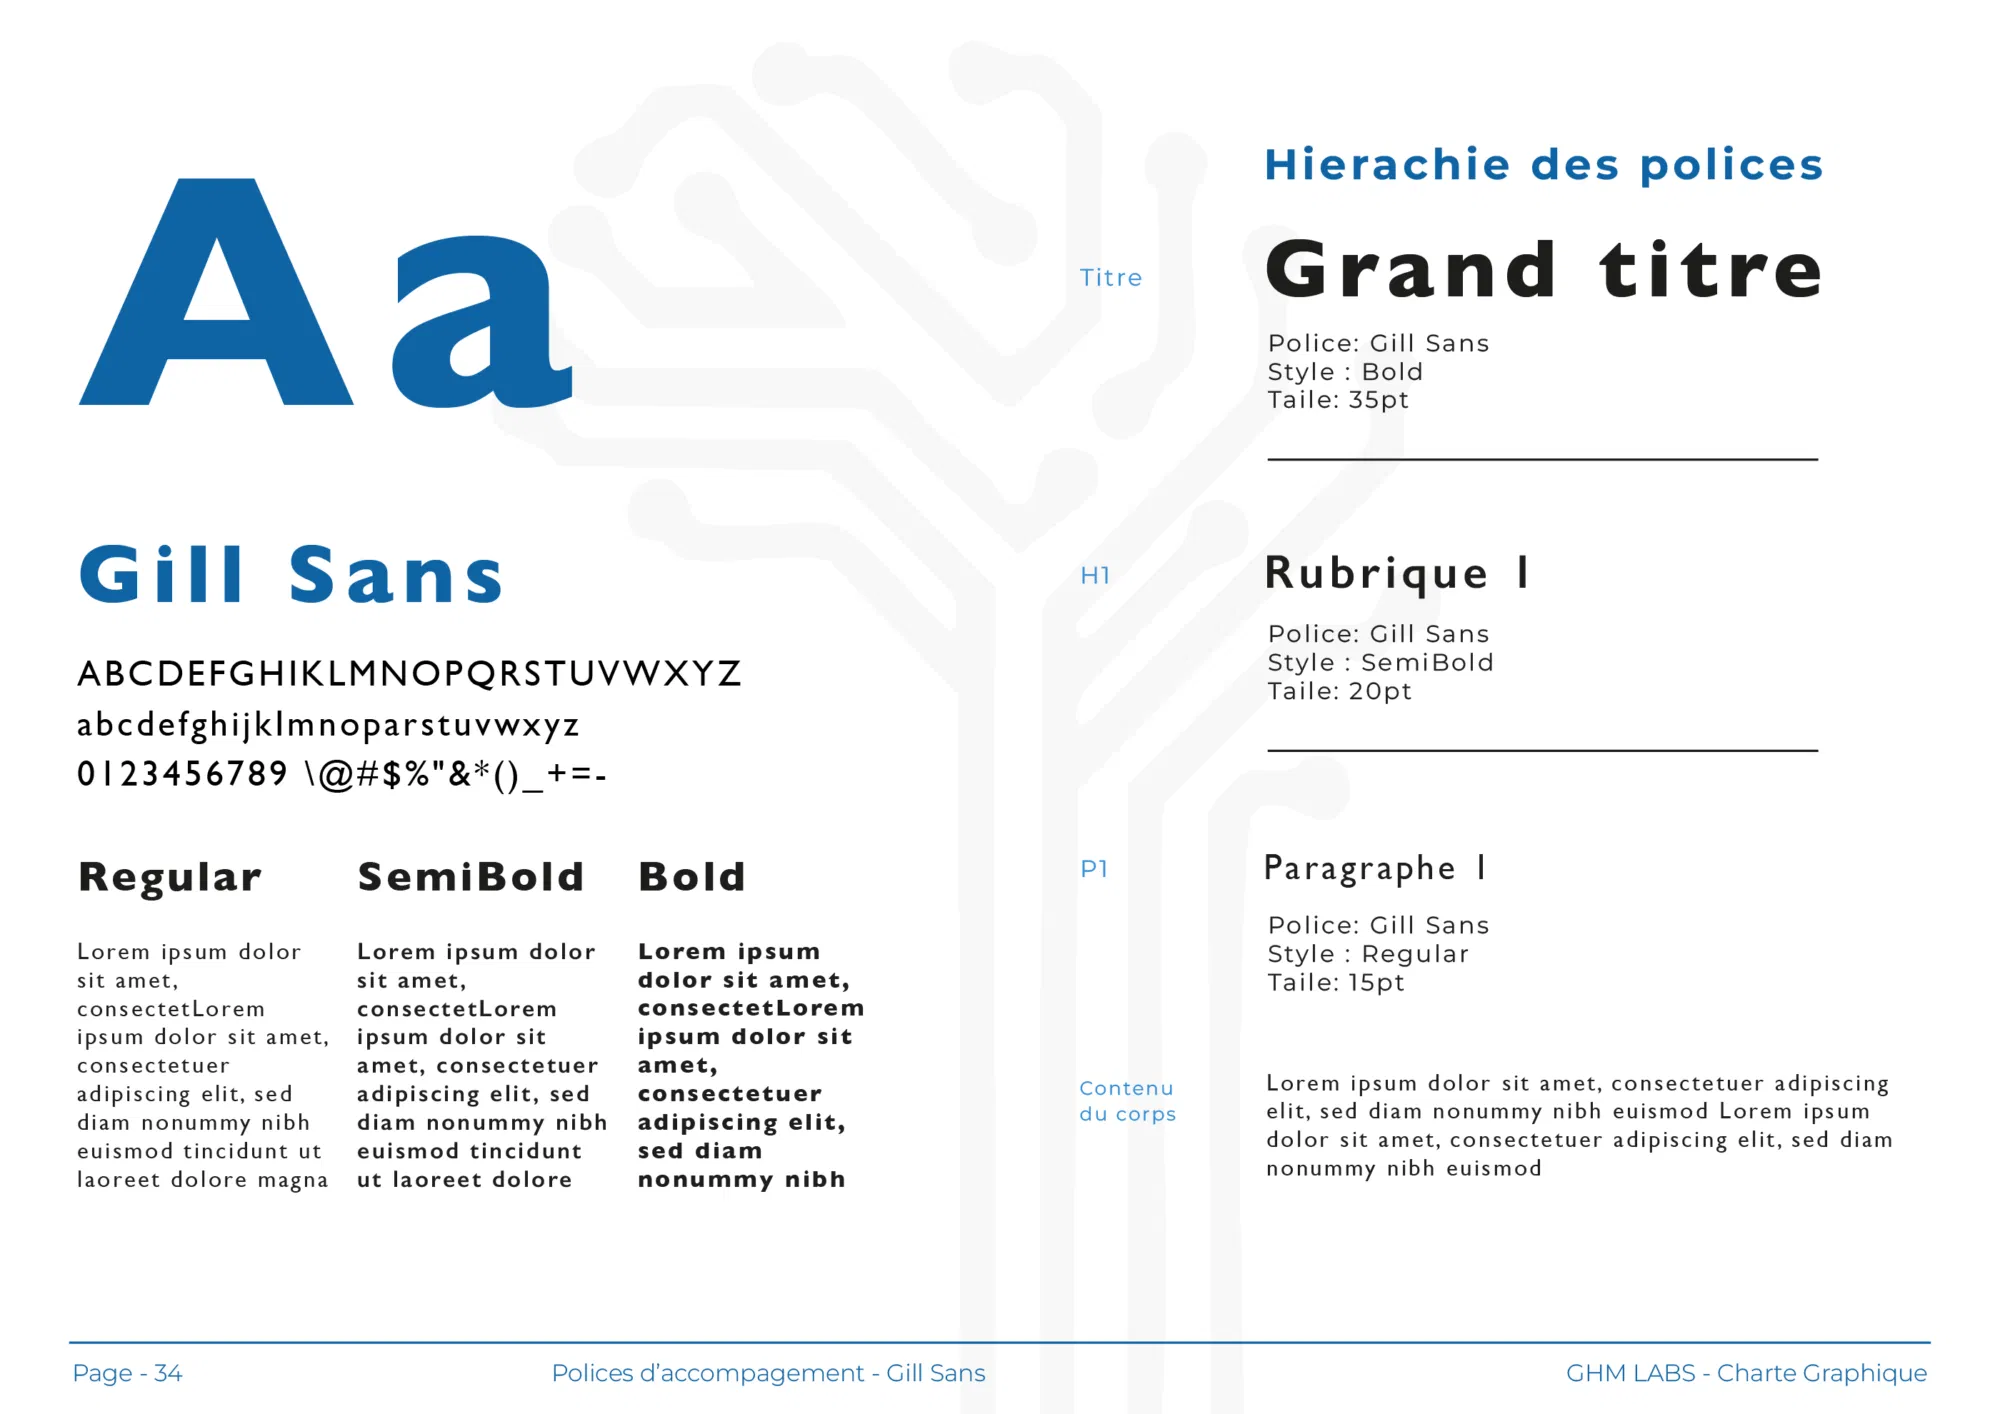 Aa
Gill Sans
ABCDEFGHIKLMNOPQRSTUVWXYZ
abcdefghijklmnoparstuvwxyz
0123456789 \@#$%"&*()_+=-
Regular
Lorem ipsum dolor
sit amet,
consectetLorem
ipsum dolor sit amet,
consectetuer
adipiscing elit, sed
diam nonummy nibh
euismod tincidunt ut
laoreet dolore magna
SemiBold
Lorem ipsum dolor
sit amet,
consectetLorem
ipsum dolor sit
amet, consectetuer
adipiscing elit, sed
diam nonummy nibh
euismod tincidunt
ut laoreet dolore
Bold
Lorem ipsum
dolor sit amet,
consectetLorem
ipsum dolor sit
amet,
consectetuer
adipiscing elit,
sed diam
nonummy nibh
Hierachie des polices
Titre
Grand titre
Police: Gill Sans
Style : Bold
Taile: 35pt
H1
Rubrique 1
Police: Gill Sans
Style : SemiBold
Taile: 20pt
P1
Paragraphe 1
Police: Gill Sans
Style : Regular
Taile: 15pt
Contenu
du corps
Lorem ipsum dolor sit amet, consectetuer adipiscing
elit, sed diam nonummy nibh euismod Lorem ipsum
dolor sit amet, consectetuer adipiscing elit, sed diam
nonummy nibh euismod
Page - 34
Polices d’accompagement - Gill Sans
GHM LABS - Charte Graphique